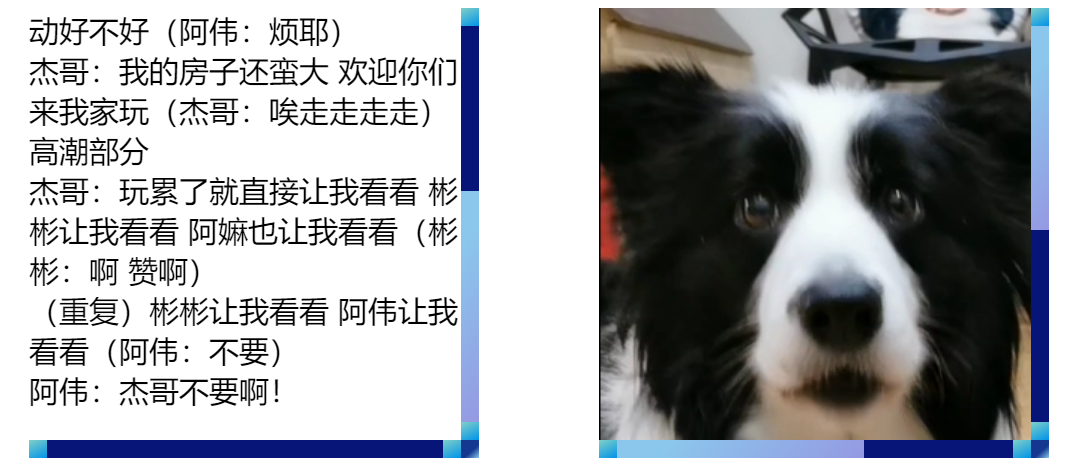 动好不好（阿伟：烦耶）
杰哥：我的房子还蛮大 欢迎你们
来我家玩（杰哥：唉走走走走）
高潮部分
杰哥：玩累了就直接让我看看 彬
彬让我看看 阿嫲也让我看看（彬
彬：啊 赞啊）
（重复）彬彬让我看看 阿伟让我
看看（阿伟：不要）
阿伟：杰哥不要啊！